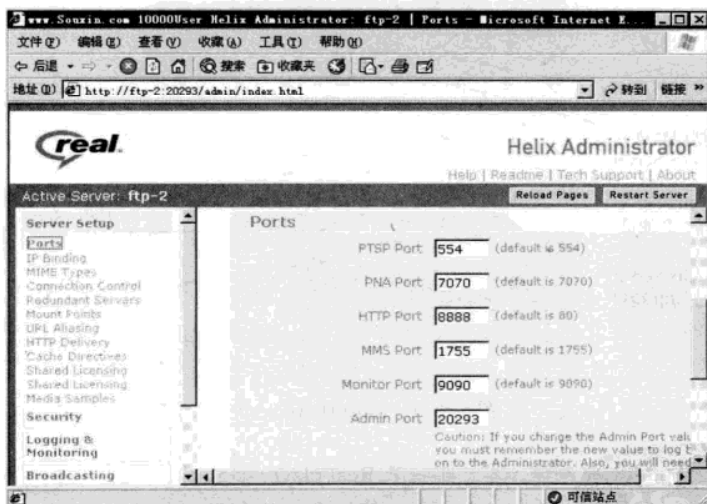 www.Souxin.com 10000User Helix Administrator: ftp-2 | Ports - Microsoft Internet E...
文件(F) 编辑(E) 查看(V) 收藏(A) 工具(T) 帮助(H)
后退 搜索 收藏夹
地址(D) http://ftp-2:20293/admin/index.html 转到 链接 »
real. Helix Administrator
Help | Readme | Tech Support | About
Active Server: ftp-2 Reload Pages Restart Server
Server Setup
Ports
IP Binding
MIME Types
Connection Control
Redundant Servers
Mount Points
URL Aliasing
HTTP Delivery
Cache Directives
Shared Licensing
Shared Licensing
Media Samples
Security
Logging &
Monitoring
Broadcasting
Ports
PTSP Port 554 (default is 554)
PNA Port 7070 (default is 7070)
HTTP Port 8888 (default is 80)
MMS Port 1755 (default is 1755)
Monitor Port 9090 (default is 9090)
Admin Port 20293
Caution: If you change the Admin Port valu
you must remember the new value to log b
on to the Administrator. Also, you will need
可信站点